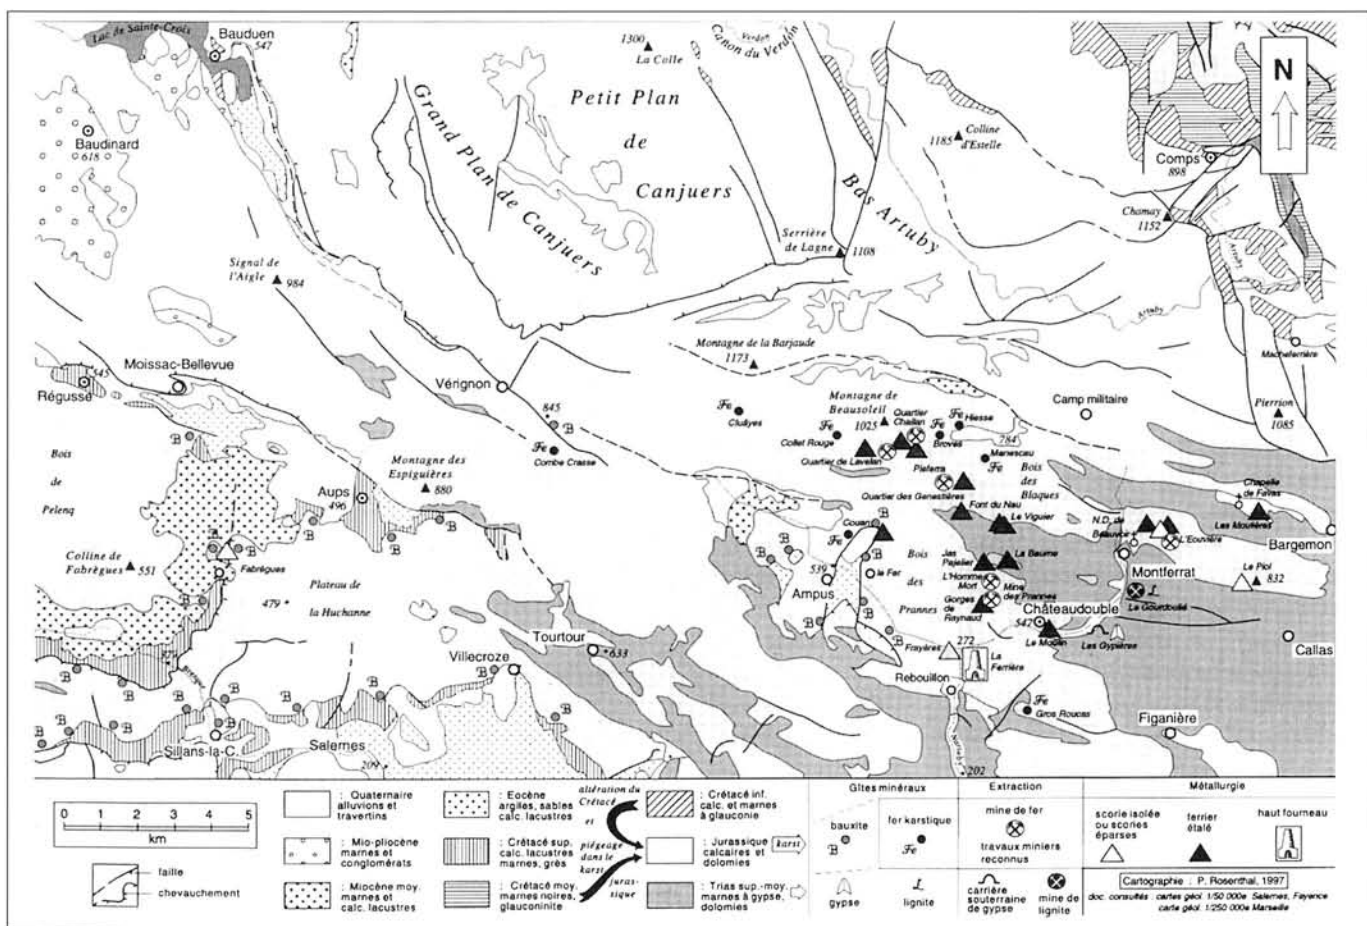 Lac de Sainte-Croix
Bauduen
547
Baudinard
618
1300
La Colle
Verdon
Canon du Verdon
Petit Plan
de
Canjuers
Grand Plan de Canjuers
Bas Artuby
1185
Colline
d'Estelle
Comps
898
N
Chamay
1152
Artuby
Artuby
Serrière
de Lagne
1108
Signal de
l'Aigle
984
Montagne de la Barjaude
1173
Macheferrière
Pierrion
1085
Régusse
545
Moissac-Bellevue
Vérignon
845
B
Fe
Combe Crasse
Fe
Cluiyes
Montagne de
Beausoleil
1025
Fe
Collet Rouge
Quartier
Challan
Quartier de Lavelan
Fe
Brovès
Fe
Hiesse
784
Camp militaire
Menescau
Fe
Bois
des
Blaques
Pieferra
Quartier des Genestières
Font du Nau
Le Viguier
Bois
de
Pelenq
B
Aups
496
B
B
Montagne des
Espiguières
880
Colline de
Fabrègues
551
B
B
Fabrègues
B
479
Plateau de
la Huchanne
Fe
Gouan
B
B
539
Ampus
B
B
le Fer
B
B
Bois
des
Prannes
Jas
Pajelier
La Baume
L'Homme
Mort
Mine
des Prannes
Gorges
de
Raynaud
N.D. de
Beauvoir
L'Eouvière
Chapelle
de Favas
Les Moulières
Bargemon
Montferrat
Le Piol
832
Le Gourdoulié
Châteaudouble
547
Le Moulin
Les Gypières
Callas
Frayères
272
La
Ferrière
Rebouillon
Fe
Gros Roucas
Figanière
202
Tourtour
633
Villecroze
B
B
B
B
B
B
B
B
Sillans-la-C.
Salernes
209
0 1 2 3 4 5
km
faille
chevauchement
: Quaternaire
alluvions et
travertins
: Mio-pliocène
marnes et
conglomérats
: Miocène moy.
marnes et
calc. lacustres
: Eocène
argiles, sables
calc. lacustres
: Crétacé sup.
calc. lacustres
marnes, grès
: Crétacé moy.
marnes noires,
glauconinite
altération du
Crétacé
et
piégeage
dans le
karst
jurassique
: Crétacé inf.
calc. et marnes
à glauconie
: Jurassique
calcaires et
dolomies
karst
: Trias sup.-moy.
marnes à gypse,
dolomies
Gîtes minéraux
bauxite
B
fer karstique
Fe
gypse
lignite
Extraction
mine de fer
travaux miniers
reconnus
carrière
souterraine
de gypse
mine de
lignite
Métallurgie
scorie isolée
ou scories
éparses
ferrier
étalé
haut fourneau
Cartographie : P. Rosenthal, 1997
doc. consultés : cartes géol. 1/50 000e Salernes, Fayence
carte géol. 1/250 000e Marseille